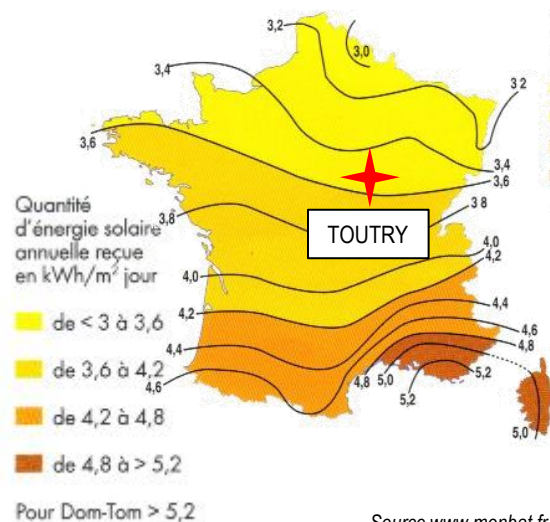 3,2
3,0
3,4
3 2
3,6
3,4
3,6
Quantité
d'énergie solaire
annuelle reçue
en kWh/m² jour
3,8
3 8
TOUTRY
4,0
4,0
4,2
4,2
de < 3 à 3,6
4,4
4,6
4,4
4,8
de 3,6 à 4,2
4,6
4,8
5,0
5,2
5,2
de 4,2 à 4,8
5,0
de 4,8 à > 5,2
Pour Dom-Tom > 5,2